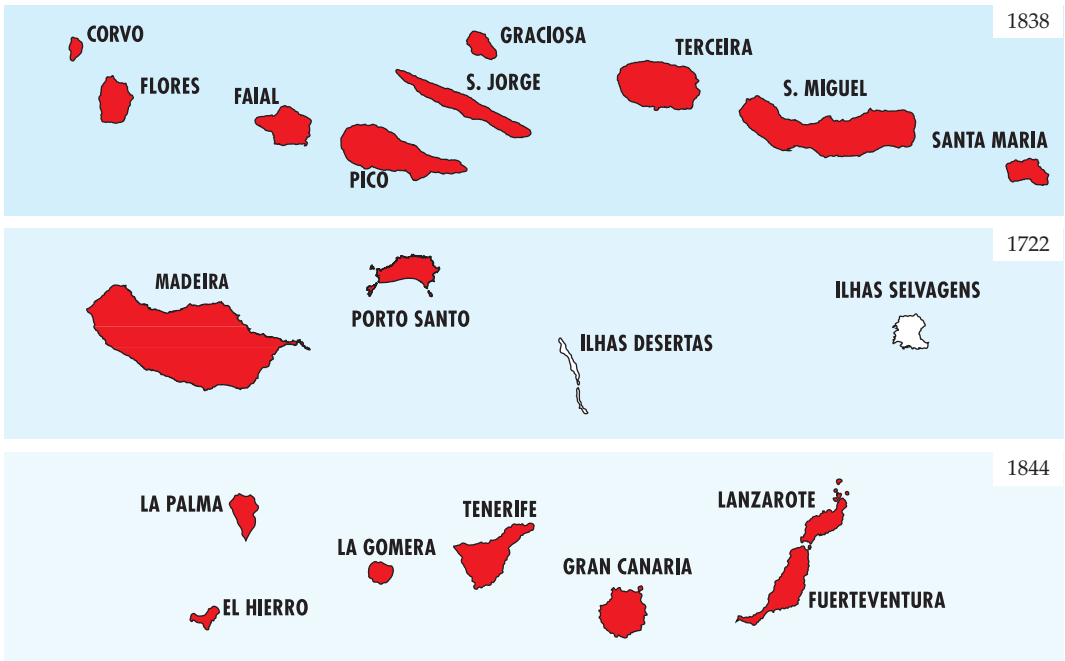 1838
CORVO
FLORES
FAIAL
PICO
GRACIOSA
S. JORGE
TERCEIRA
S. MIGUEL
SANTA MARIA
1722
MADEIRA
PORTO SANTO
ILHAS DESERTAS
ILHAS SELVAGENS
1844
LA PALMA
EL HIERRO
LA GOMERA
TENERIFE
GRAN CANARIA
LANZAROTE
FUERTEVENTURA